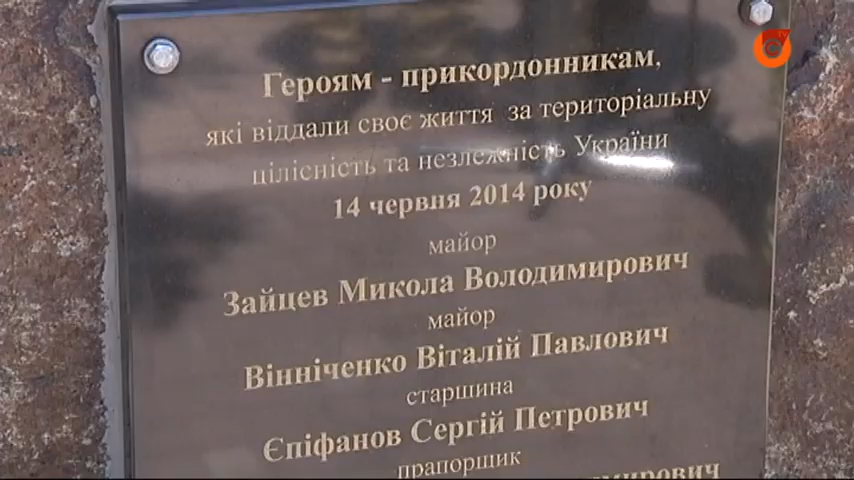 Героям - прикордонникам,
які віддали своє життя за територіальну
цілісність та незлежність України
14 червня 2014 року
майор
Зайцев Микола Володимирович
майор
Вінніченко Віталій Павлович
старшина
Єпіфанов Сергій Петрович
прапорщик